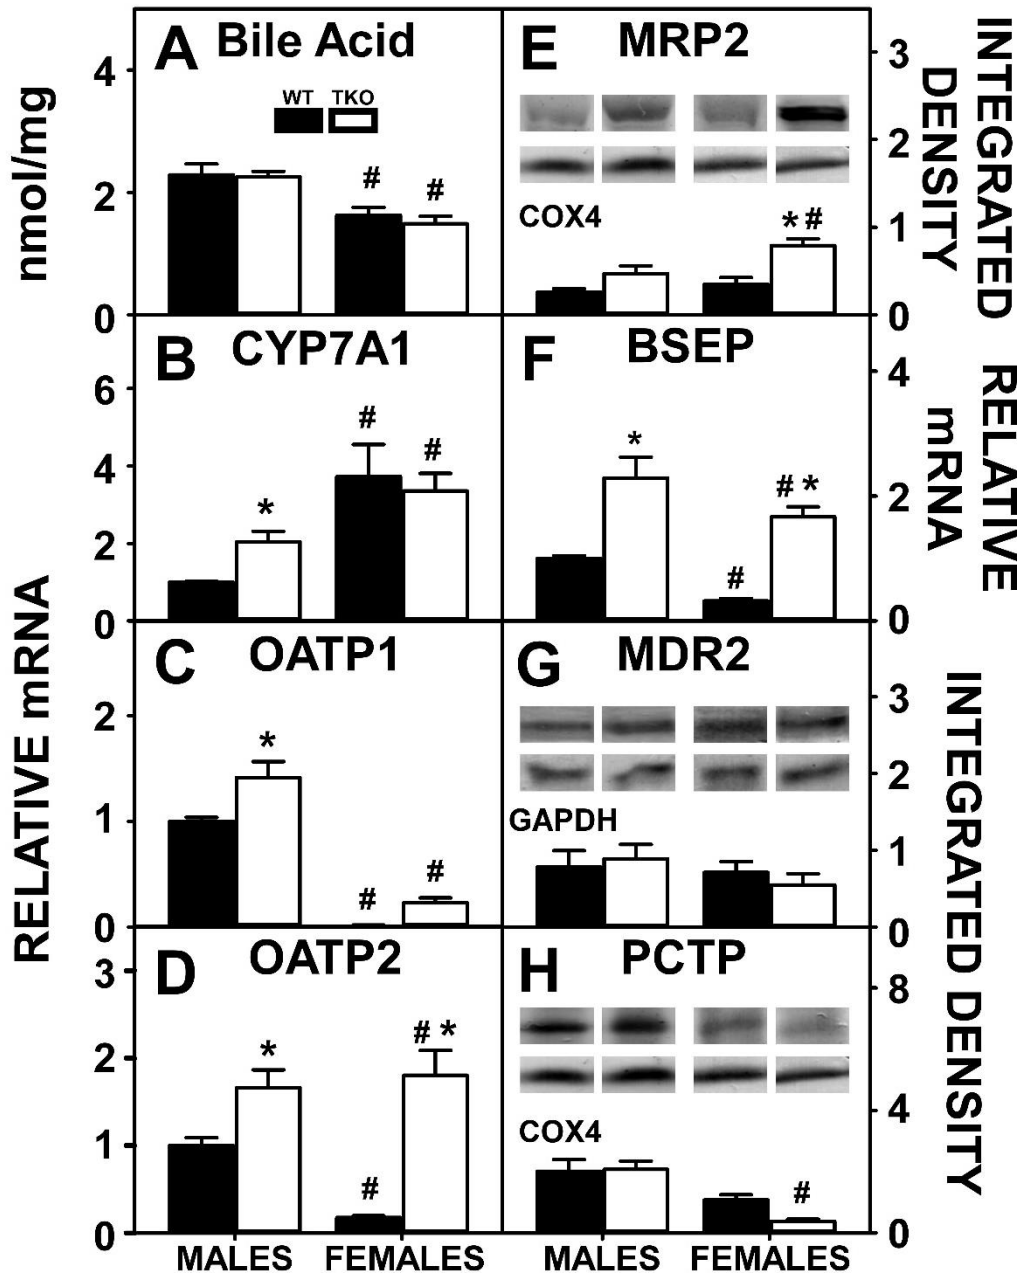 A Bile Acid
WT TKO
# #
4
2
0
nmol/mg
E MRP2
COX4
*#
3
2
1
0
INTEGRATED
DENSITY
B CYP7A1
*
# #
6
4
2
0
F BSEP
*
#
# *
4
2
0
RELATIVE
mRNA
C OATP1
*
# #
2
1
0
RELATIVE mRNA
G MDR2
GAPDH
3
2
1
0
INTEGRATED DENSITY
D OATP2
*
#
# *
3
2
1
0
MALES FEMALES
H PCTP
COX4
#
8
4
0
MALES FEMALES